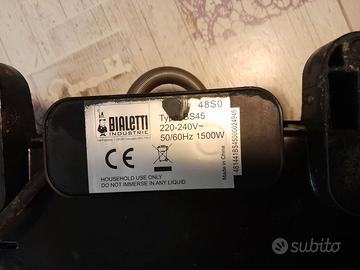 48S0
BIALETTI
INDUSTRIE
Type BS45
220-240V~
50/60Hz 1500W
Made in China
CE
HOUSEHOLD USE ONLY
DO NOT IMMERSE IN ANY LIQUID
subito